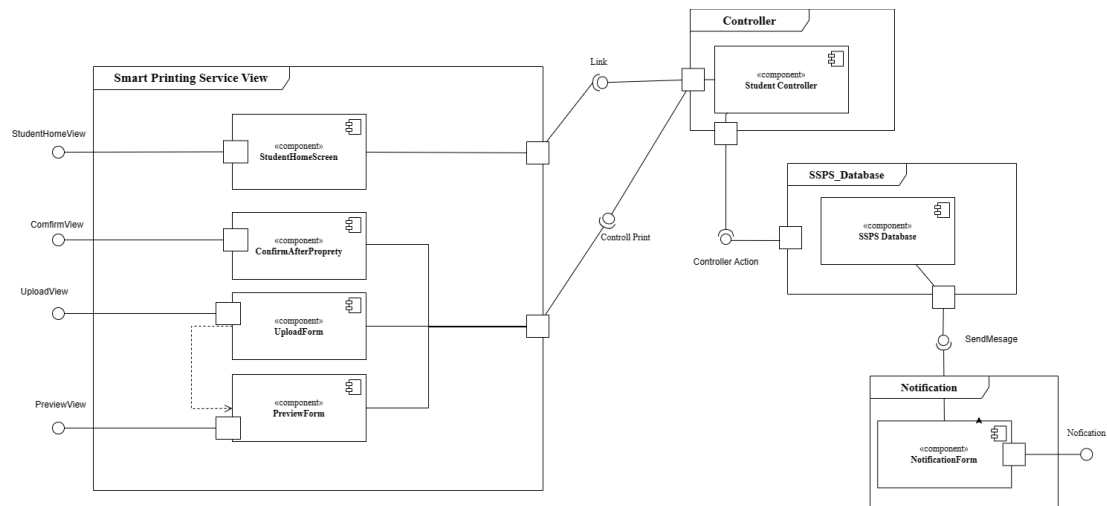 Controller
«component»
Student Controller
Link
Smart Printing Service View
StudentHomeView
«component»
StudentHomeScreen
SSPS_Database
«component»
SSPS Database
ComfirmView
«component»
ConfirmAfterProprety
Controll Print
Controller Action
UploadView
«component»
UploadForm
SendMesage
Notification
PreviewView
«component»
PreviewForm
«component»
NotificationForm
Nofication